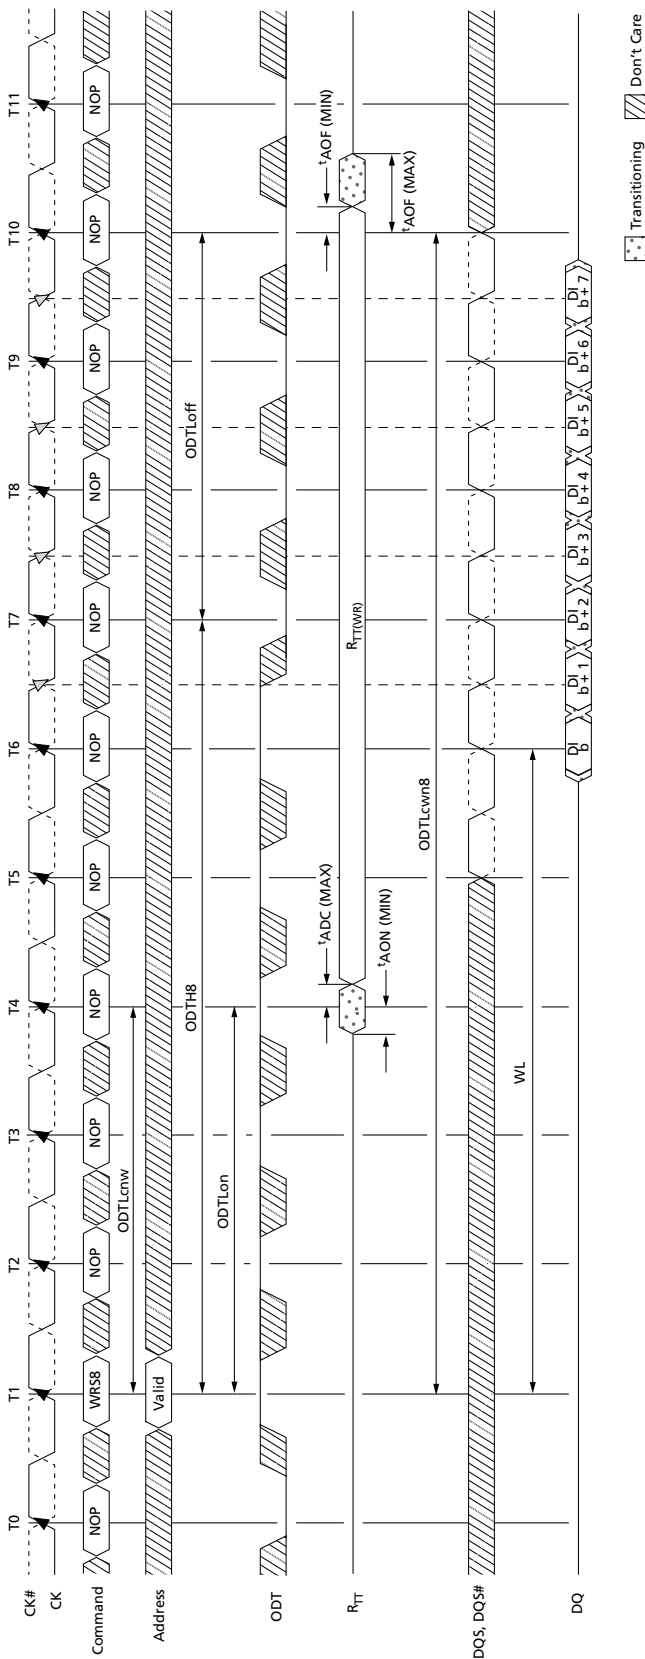 T0 T1 T2 T3 T4 T5 T6 T7 T8 T9 T10 T11
CK#
CK
Command NOP WRS8 NOP NOP NOP NOP NOP NOP NOP NOP NOP NOP
ODTLcnw
Address Valid
ODTH8 ODTLoff
ODTLon
ODT
tADC (MAX) tAOF (MIN)
RTT RTT(WR)
tAON (MIN) tAOF (MAX)
ODTLcwn8
DQS, DQS#
WL
DQ DI b DI b + 1 DI b + 2 DI b + 3 DI b + 4 DI b + 5 DI b + 6 DI b + 7
Transitioning Don't Care